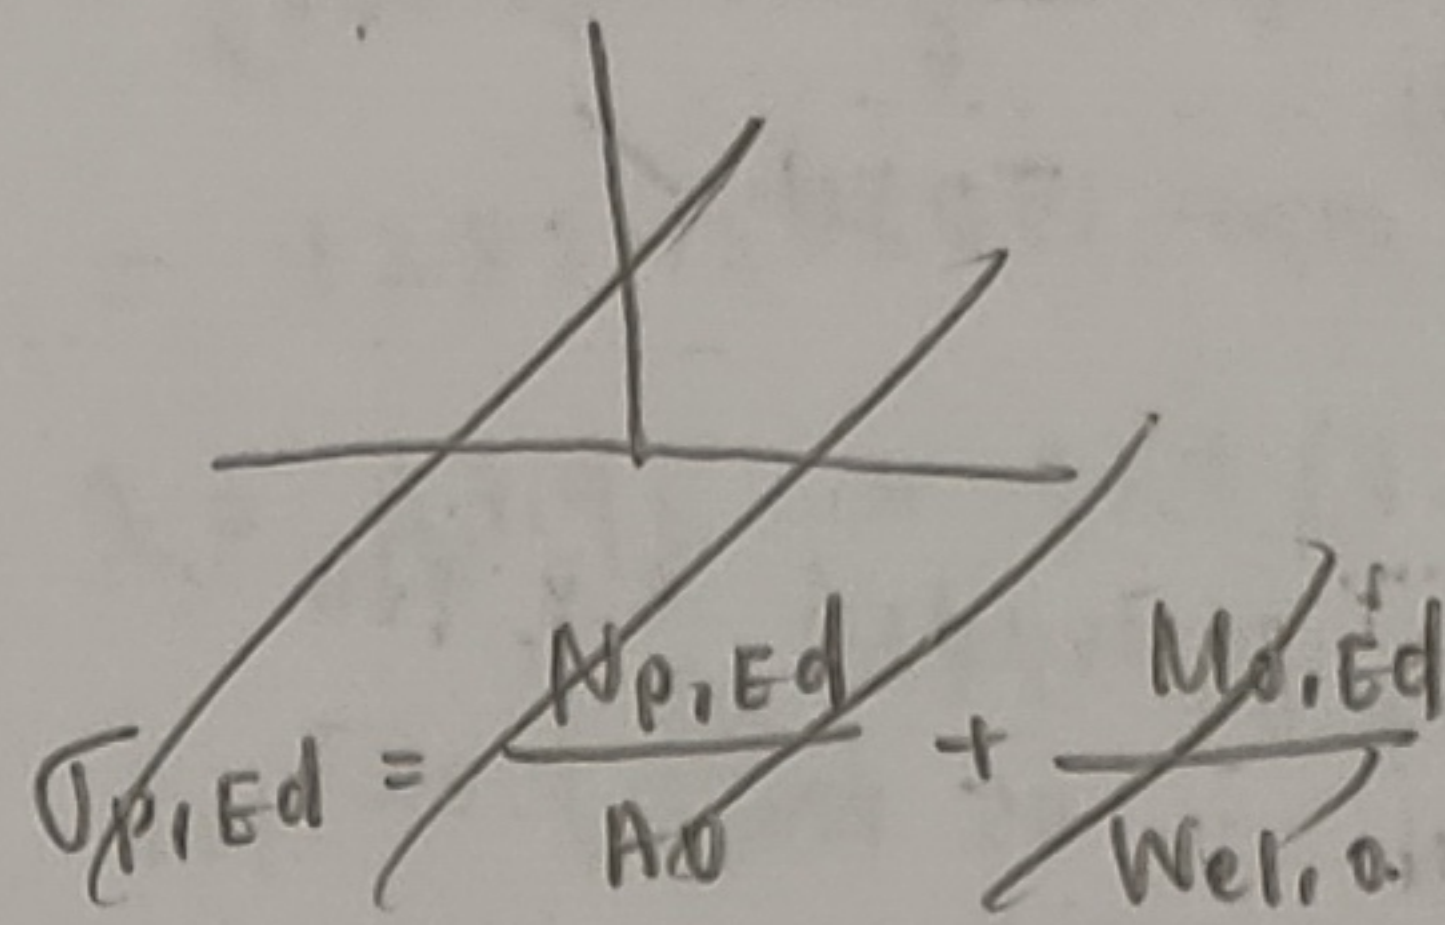 σp,Ed = Np,Ed / A0 + M0,Ed / Wel,0